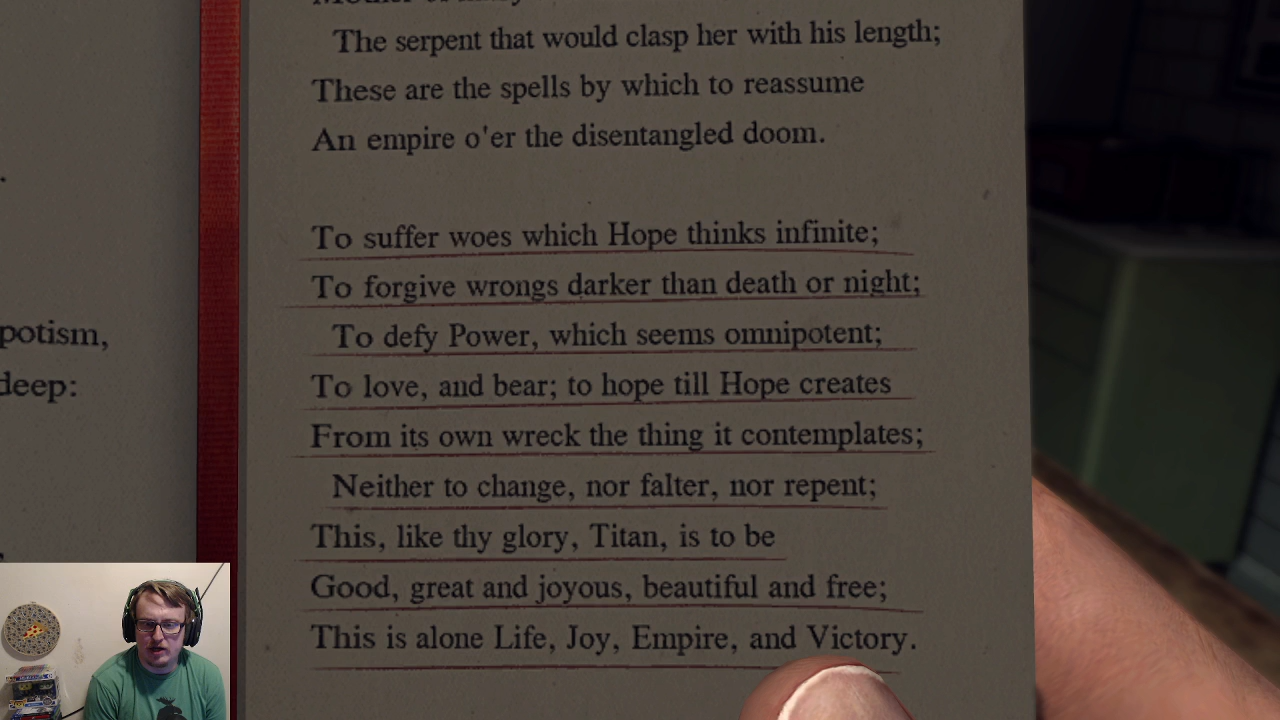 The serpent that would clasp her with his length;
These are the spells by which to reassume
An empire o'er the disentangled doom.
To suffer woes which Hope thinks infinite;
To forgive wrongs darker than death or night;
To defy Power, which seems omnipotent;
To love, and bear; to hope till Hope creates
From its own wreck the thing it contemplates;
Neither to change, nor falter, nor repent;
This, like thy glory, Titan, is to be
Good, great and joyous, beautiful and free;
This is alone Life, Joy, Empire, and Victory.
potism,
deep: